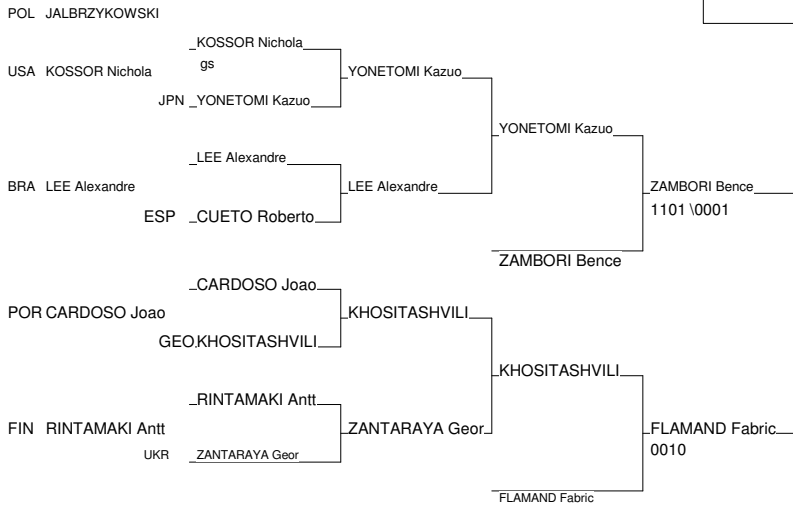 POL JALBRZYKOWSKI
KOSSOR Nichola
gs
USA KOSSOR Nichola
YONETOMI Kazuo
JPN YONETOMI Kazuo
YONETOMI Kazuo
LEE Alexandre
BRA LEE Alexandre
LEE Alexandre
ZAMBORI Bence
1101 \0001
ESP CUETO Roberto
ZAMBORI Bence
CARDOSO Joao
POR CARDOSO Joao
KHOSITASHVILI
GEO KHOSITASHVILI
KHOSITASHVILI
RINTAMAKI Antt
FIN RINTAMAKI Antt
ZANTARAYA Geor
FLAMAND Fabric
0010
UKR ZANTARAYA Geor
FLAMAND Fabric